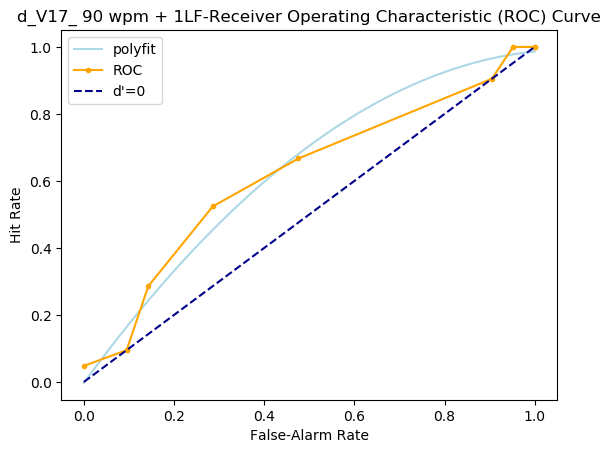 d_V17_ 90 wpm + 1LF-Receiver Operating Characteristic (ROC) Curve
polyfit
ROC
d'=0
1.0
0.8
0.6
0.4
0.2
0.0
Hit Rate
0.0 0.2 0.4 0.6 0.8 1.0
False-Alarm Rate